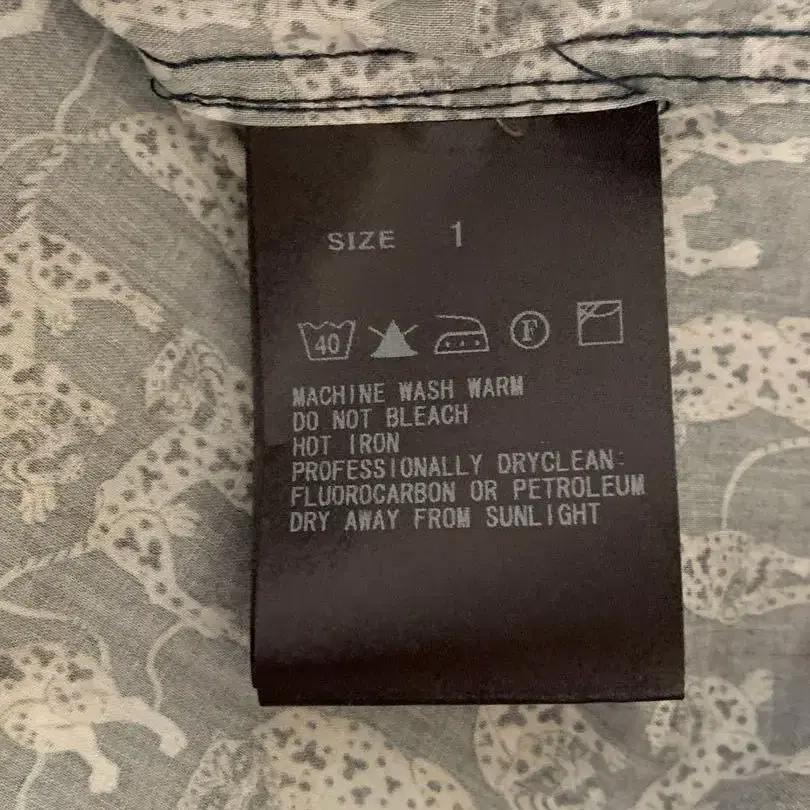 SIZE 1
40 F
MACHINE WASH WARM
DO NOT BLEACH
HOT IRON
PROFESSIONALLY DRYCLEAN:
FLUOROCARBON OR PETROLEUM
DRY AWAY FROM SUNLIGHT